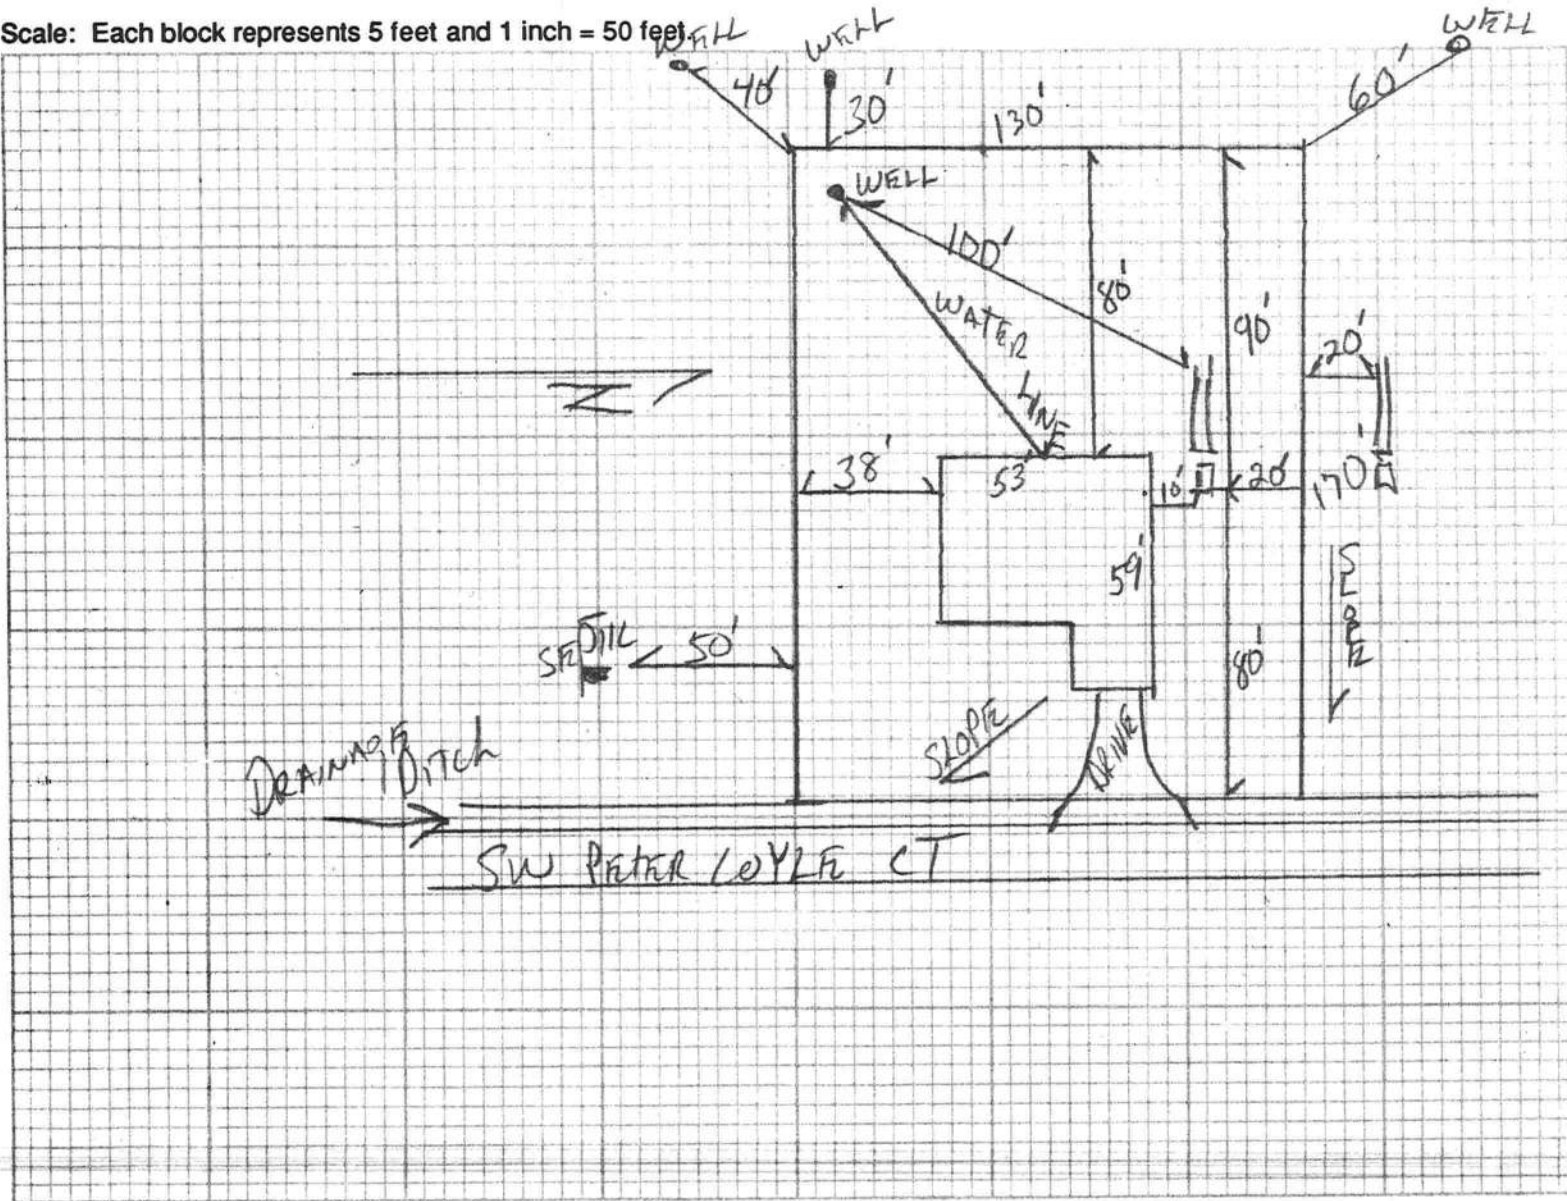 Scale: Each block represents 5 feet and 1 inch = 50 feet.
WELL
WELL
WELL
40'
30'
130'
60'
WELL
100'
80'
90'
20'
WATER
LINE
N
38'
53'
10'
20'
170'
59'
SLOPE
SEPTIC
50'
80'
SLOPE
DRIVE
DRAINAGE
DITCH
SW PETER COYLE CT